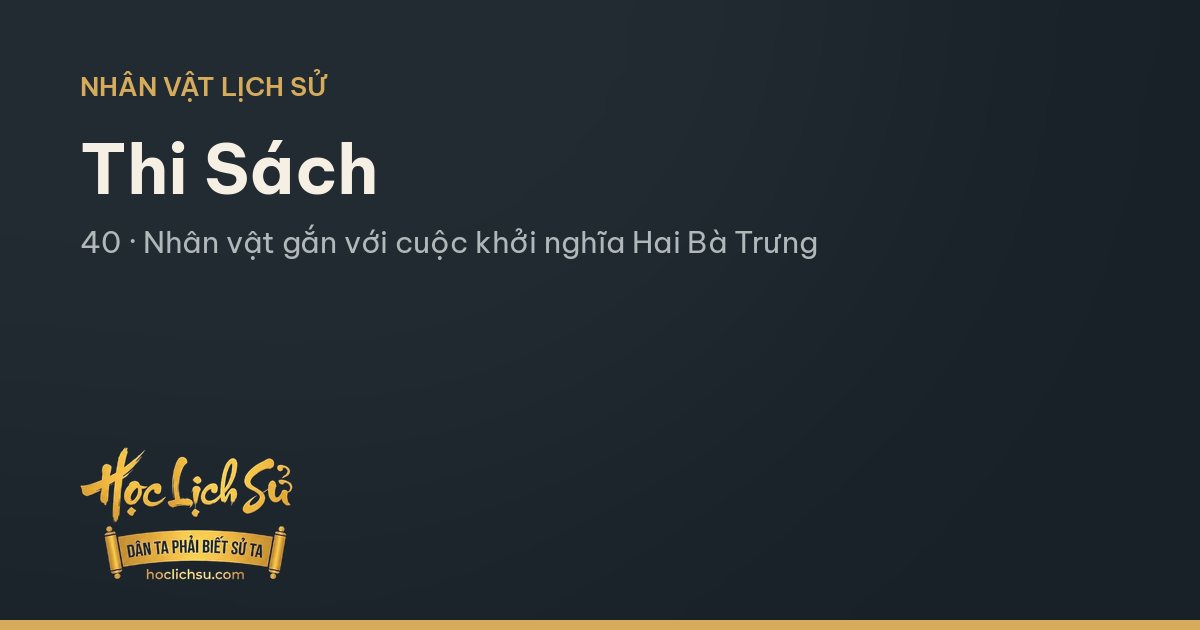 NHÂN VẬT LỊCH SỬ
Thi Sách
40 · Nhân vật gắn với cuộc khởi nghĩa Hai Bà Trưng
Học Lịch Sử
DÂN TA PHẢI BIẾT SỬ TA
hoclichsu.com